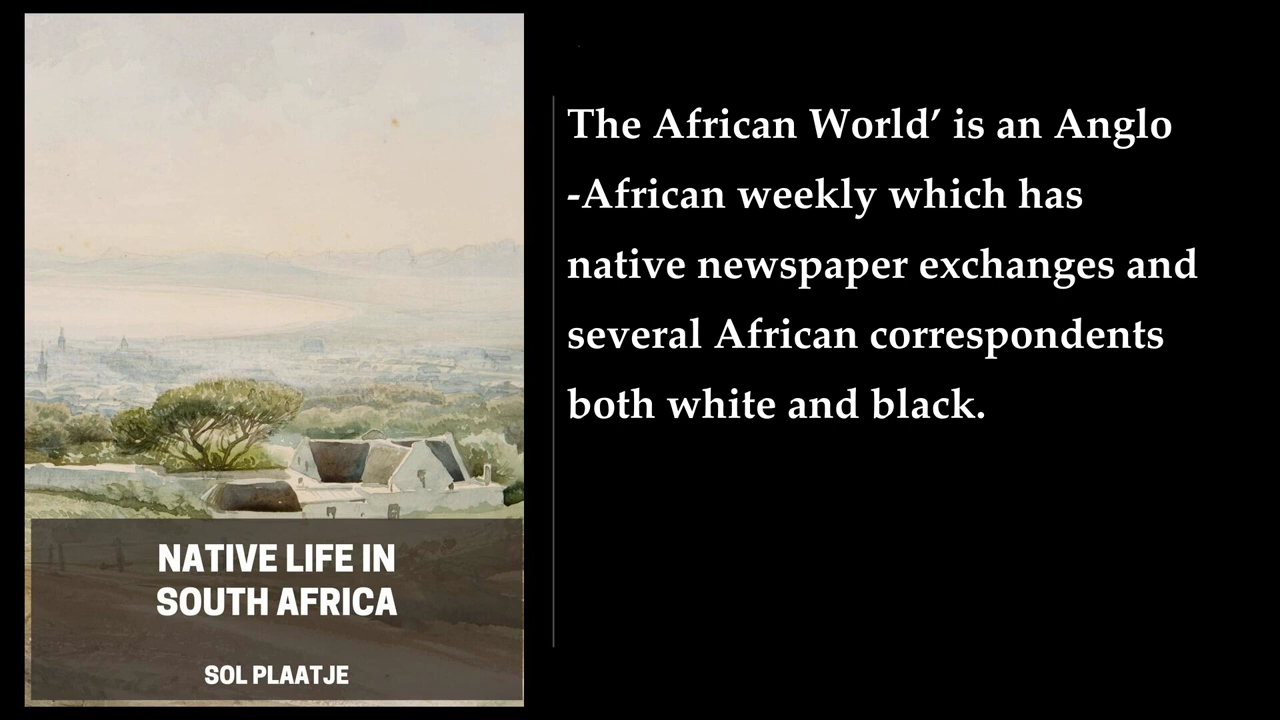 The African World’ is an Anglo
-African weekly which has
native newspaper exchanges and
several African correspondents
both white and black.
NATIVE LIFE IN
SOUTH AFRICA
SOL PLAATJE